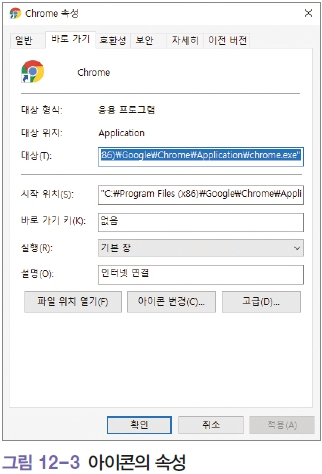 Chrome 속성
일반 바로 가기 호환성 보안 자세히 이전 버전
Chrome
대상 형식: 응용 프로그램
대상 위치: Application
대상(T): 86)₩Google₩Chrome₩Application₩chrome.exe"
시작 위치(S): "C:₩Program Files (x86)₩Google₩Chrome₩Appli
바로 가기 키(K): 없음
실행(R): 기본 창
설명(O): 인터넷 연결
파일 위치 열기(F) 아이콘 변경(C)... 고급(D)...
확인 취소 적용(A)
그림 12-3 아이콘의 속성